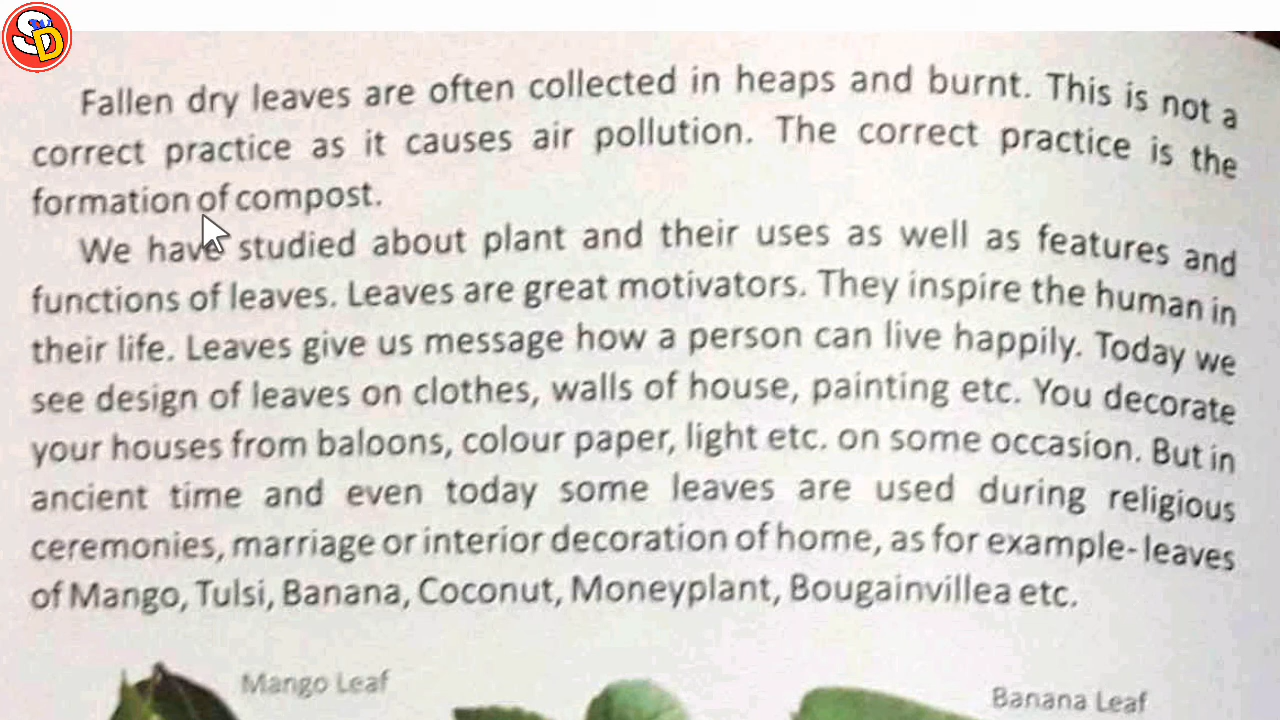 SD
Fallen dry leaves are often collected in heaps and burnt. This is not a
correct practice as it causes air pollution. The correct practice is the
formation of compost.
We have studied about plant and their uses as well as features and
functions of leaves. Leaves are great motivators. They inspire the human in
their life. Leaves give us message how a person can live happily. Today we
see design of leaves on clothes, walls of house, painting etc. You decorate
your houses from baloons, colour paper, light etc. on some occasion. But in
ancient time and even today some leaves are used during religious
ceremonies, marriage or interior decoration of home, as for example- leaves
of Mango, Tulsi, Banana, Coconut, Moneyplant, Bougainvillea etc.
Mango Leaf
Banana Leaf